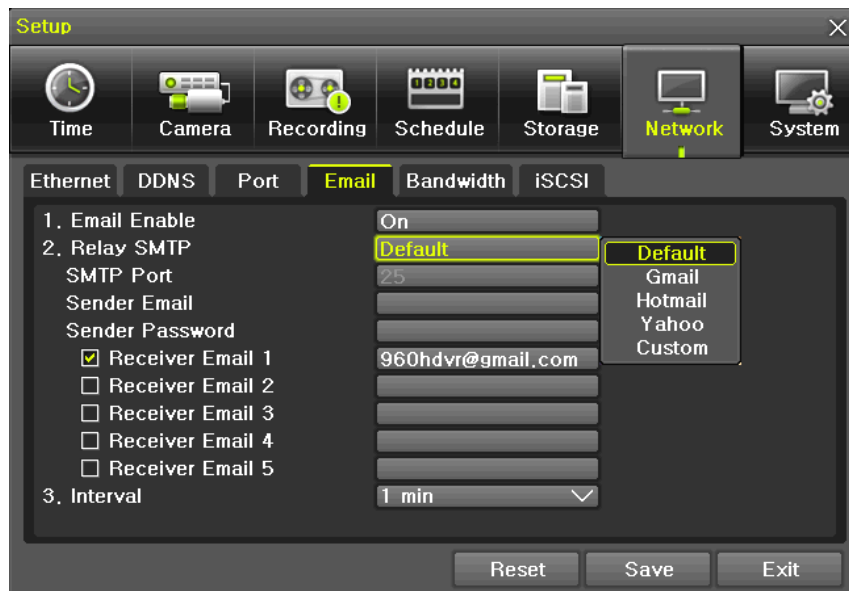 Setup
Time Camera Recording Schedule Storage Network System
Ethernet DDNS Port Email Bandwidth iSCSI
1. Email Enable On
2. Relay SMTP Default
SMTP Port 25
Sender Email
Sender Password
Receiver Email 1 960hdvr@gmail.com
Receiver Email 2
Receiver Email 3
Receiver Email 4
Receiver Email 5
3. Interval 1 min
Default
Gmail
Hotmail
Yahoo
Custom
Reset Save Exit